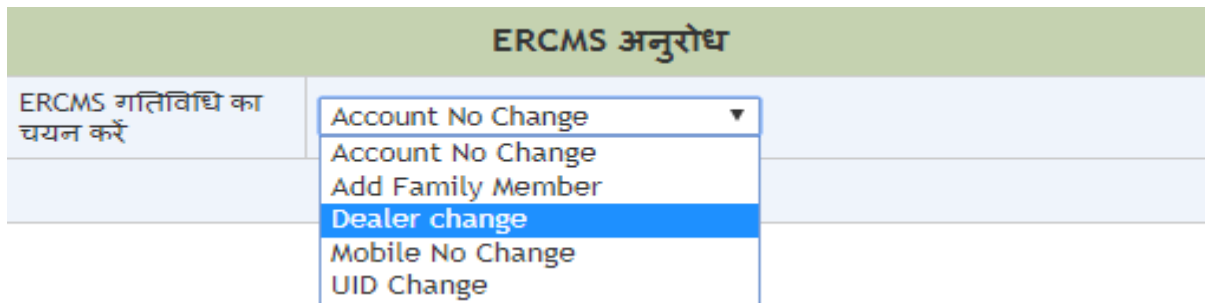 ERCMS अनुरोध
ERCMS गतिविधि का
चयन करें
Account No Change
Account No Change
Add Family Member
Dealer change
Mobile No Change
UID Change